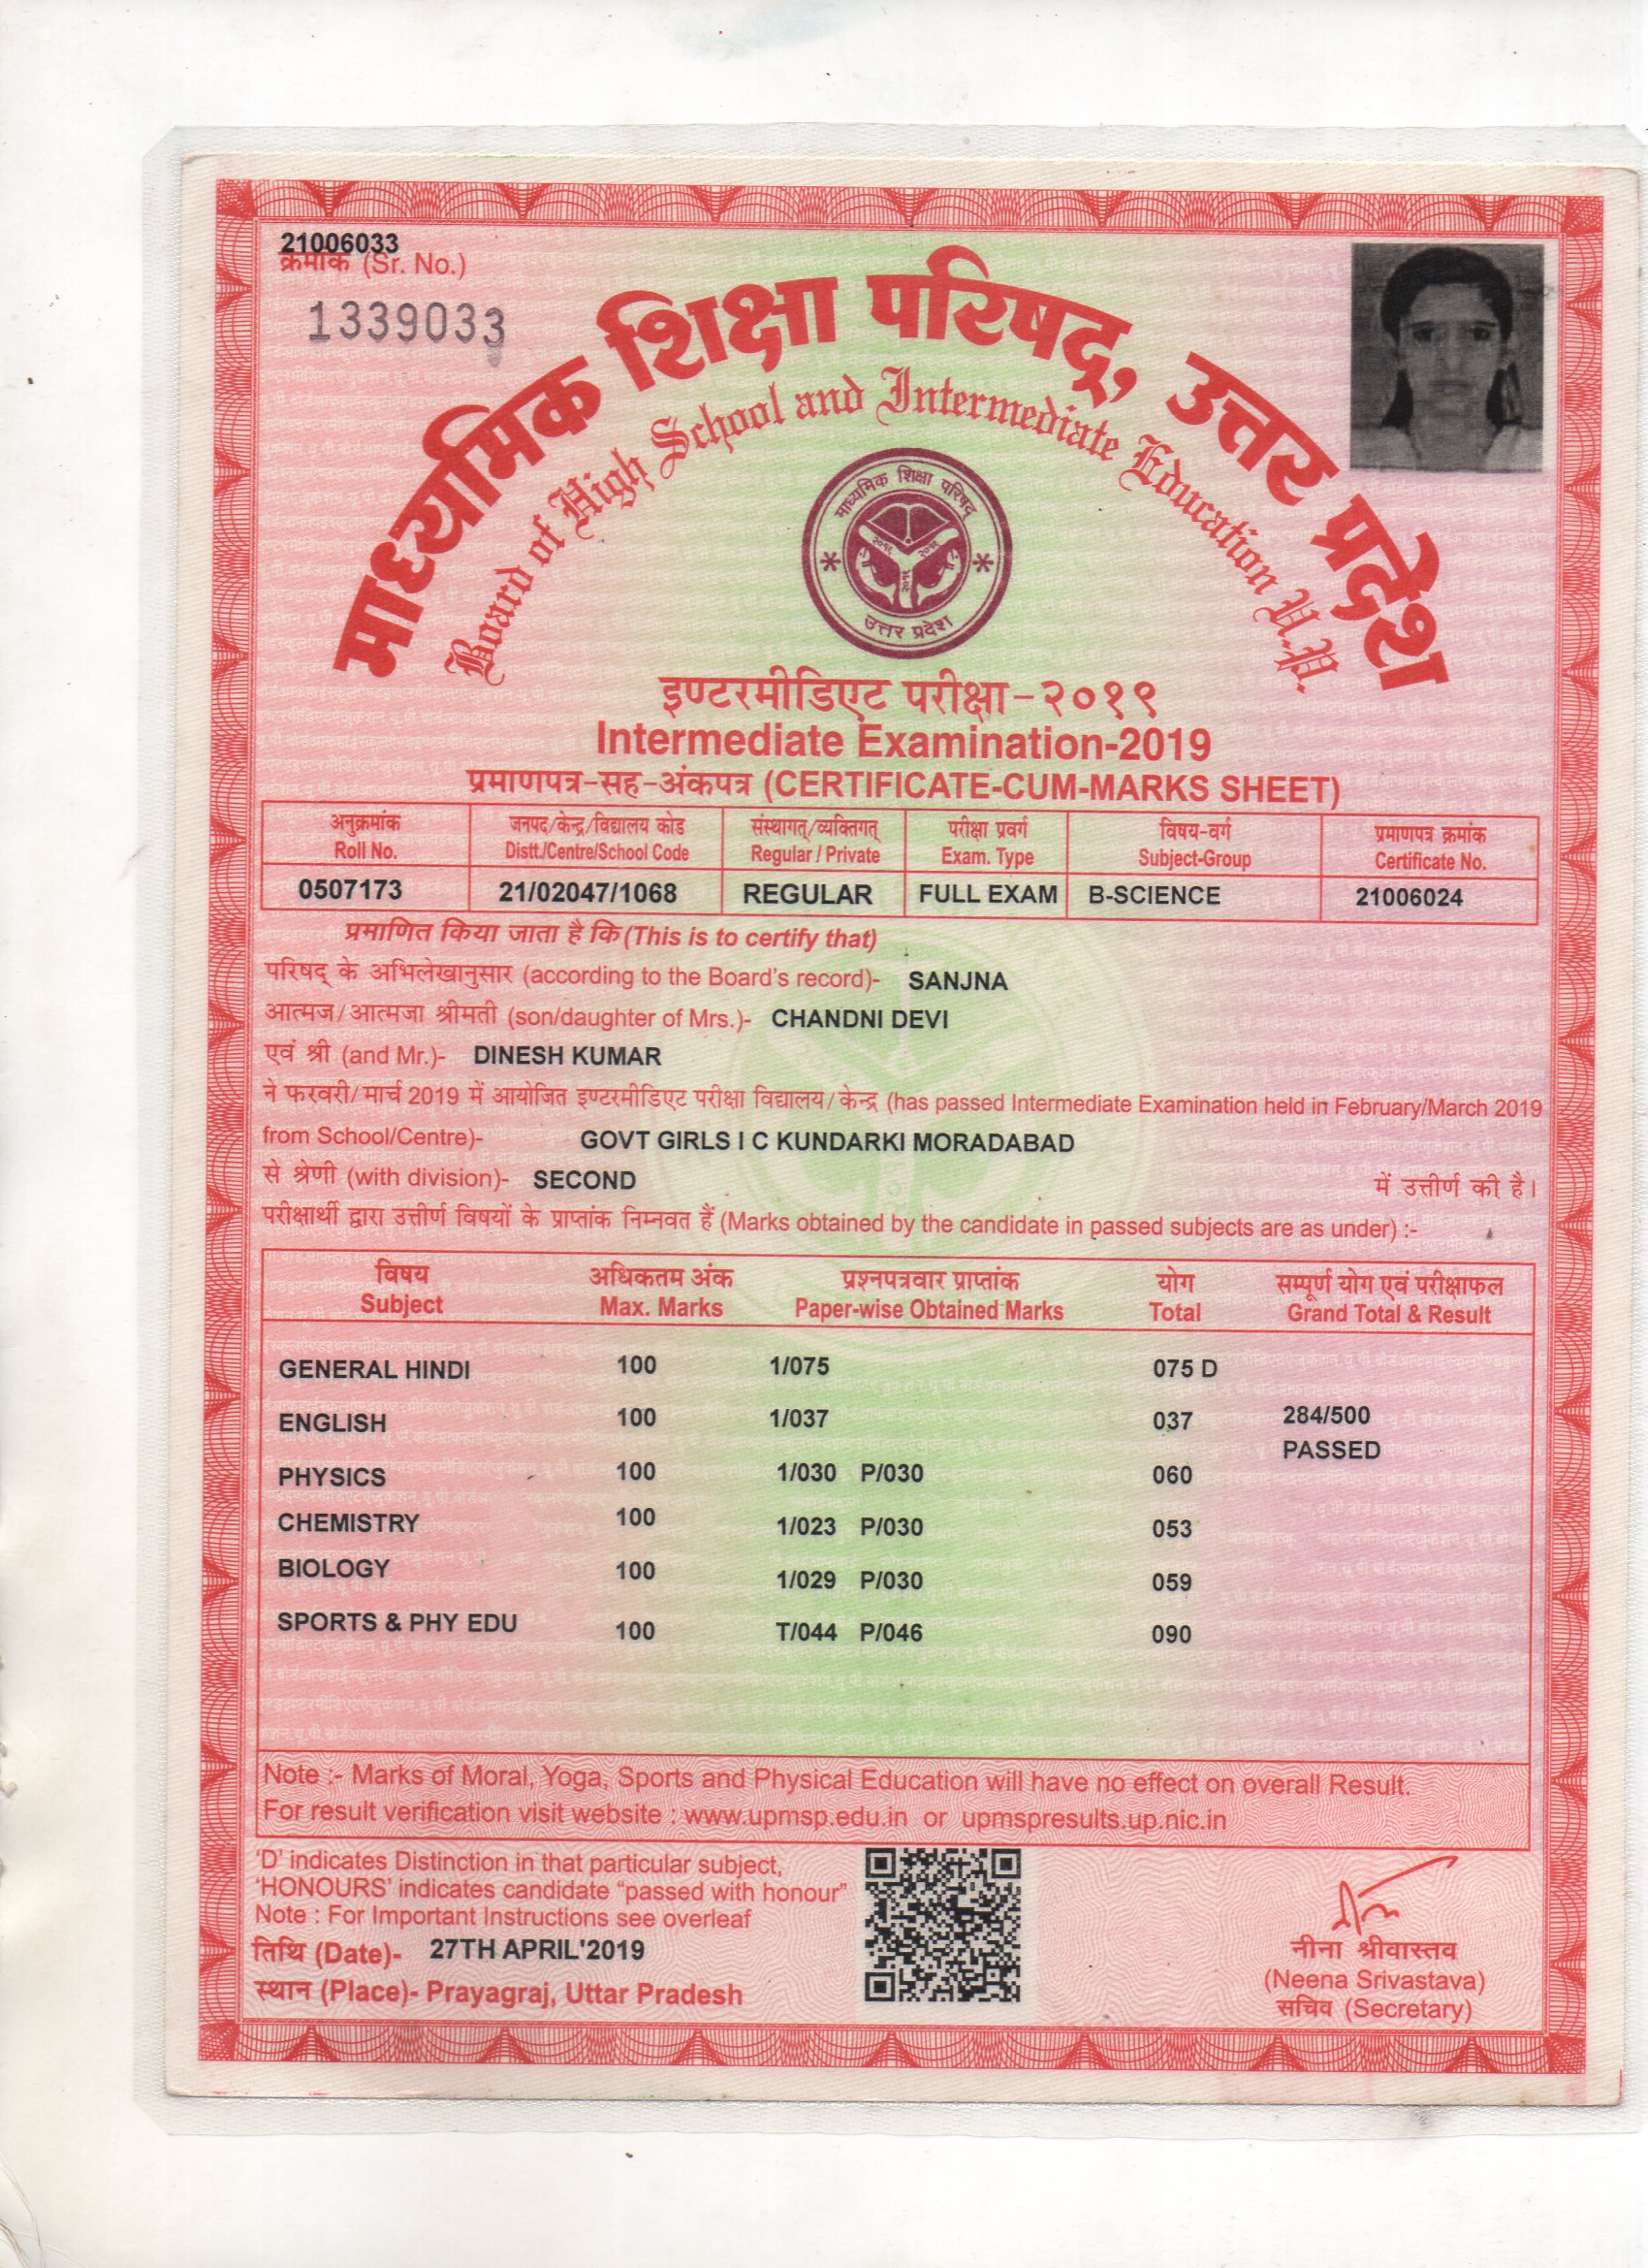 21006033
क्रमांक (Sr. No.)
1339033
माध्यमिक शिक्षा परिषद्, उत्तर प्रदेश
Board of High School and Intermediate Education U.P.
माध्यमिक शिक्षा परिषद्
उत्तर प्रदेश
इण्टरमीडिएट परीक्षा-२०१९
Intermediate Examination-2019
प्रमाणपत्र-सह-अंकपत्र (CERTIFICATE-CUM-MARKS SHEET)
अनुक्रमांक जनपद/केन्द्र/विद्यालय कोड संस्थागत्/व्यक्तिगत् परीक्षा प्रवर्ग विषय-वर्ग प्रमाणपत्र क्रमांक
Roll No. Distt./Centre/School Code Regular / Private Exam. Type Subject-Group Certificate No.
0507173 21/02047/1068 REGULAR FULL EXAM B-SCIENCE 21006024
प्रमाणित किया जाता है कि (This is to certify that)
परिषद् के अभिलेखानुसार (according to the Board's record)- SANJNA
आत्मज/आत्मजा श्रीमती (son/daughter of Mrs.)- CHANDNI DEVI
एवं श्री (and Mr.)- DINESH KUMAR
ने फरवरी/मार्च 2019 में आयोजित इण्टरमीडिएट परीक्षा विद्यालय/केन्द्र (has passed Intermediate Examination held in February/March 2019
from School/Centre)- GOVT GIRLS I C KUNDARKI MORADABAD
से श्रेणी (with division)- SECOND में उत्तीर्ण की है।
परीक्षार्थी द्वारा उत्तीर्ण विषयों के प्राप्तांक निम्नवत हैं (Marks obtained by the candidate in passed subjects are as under) :-
विषय अधिकतम अंक प्रश्नपत्रवार प्राप्तांक योग सम्पूर्ण योग एवं परीक्षाफल
Subject Max. Marks Paper-wise Obtained Marks Total Grand Total & Result
GENERAL HINDI 100 1/075 075 D
ENGLISH 100 1/037 037 284/500
PASSED
PHYSICS 100 1/030 P/030 060
CHEMISTRY 100 1/023 P/030 053
BIOLOGY 100 1/029 P/030 059
SPORTS & PHY EDU 100 T/044 P/046 090
Note :- Marks of Moral, Yoga, Sports and Physical Education will have no effect on overall Result.
For result verification visit website : www.upmsp.edu.in or upmspresults.up.nic.in
'D' indicates Distinction in that particular subject,
'HONOURS' indicates candidate "passed with honour"
Note : For Important Instructions see overleaf
तिथि (Date)- 27TH APRIL'2019
स्थान (Place)- Prayagraj, Uttar Pradesh
नीना श्रीवास्तव
(Neena Srivastava)
सचिव (Secretary)